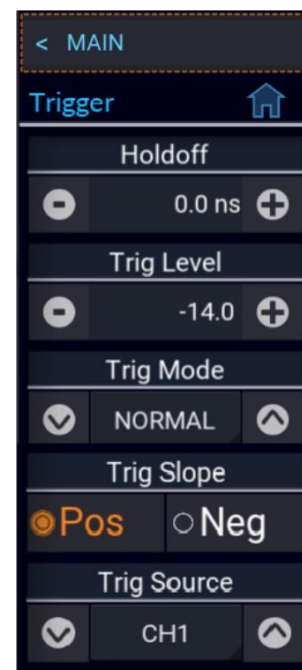 < MAIN
Trigger
Holdoff
0.0 ns
Trig Level
-14.0
Trig Mode
NORMAL
Trig Slope
Pos Neg
Trig Source
CH1